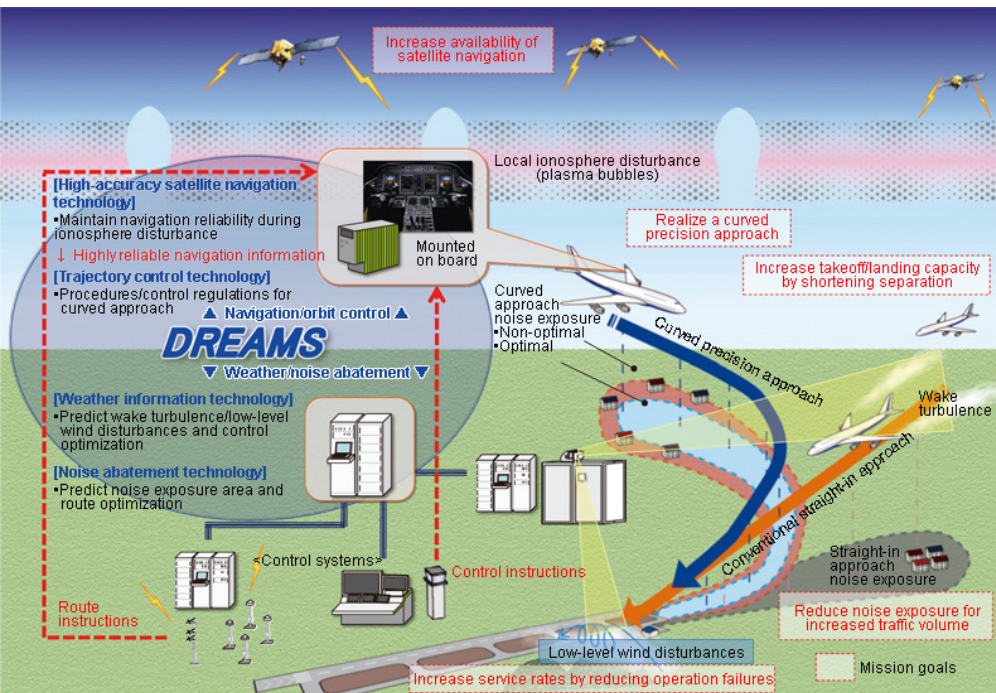 Increase availability of
satellite navigation
Local ionosphere disturbance
(plasma bubbles)
[High-accuracy satellite navigation
technology]
•Maintain navigation reliability during
ionosphere disturbance
↓ Highly reliable navigation information
[Trajectory control technology]
•Procedures/control regulations for
curved approach
▲ Navigation/orbit control ▲
DREAMS
▼ Weather/noise abatement ▼
[Weather information technology]
•Predict wake turbulence/low-level
wind disturbances and control
optimization
[Noise abatement technology]
•Predict noise exposure area and
route optimization
Mounted
on board
Realize a curved
precision approach
Increase takeoff/landing capacity
by shortening separation
Curved
approach
noise exposure
•Non-optimal
•Optimal
Curved precision approach
Wake
turbulence
Conventional straight-in approach
Straight-in
approach
noise exposure
<Control systems>
Control instructions
Route
instructions
Reduce noise exposure for
increased traffic volume
Low-level wind disturbances
Increase service rates by reducing operation failures
Mission goals